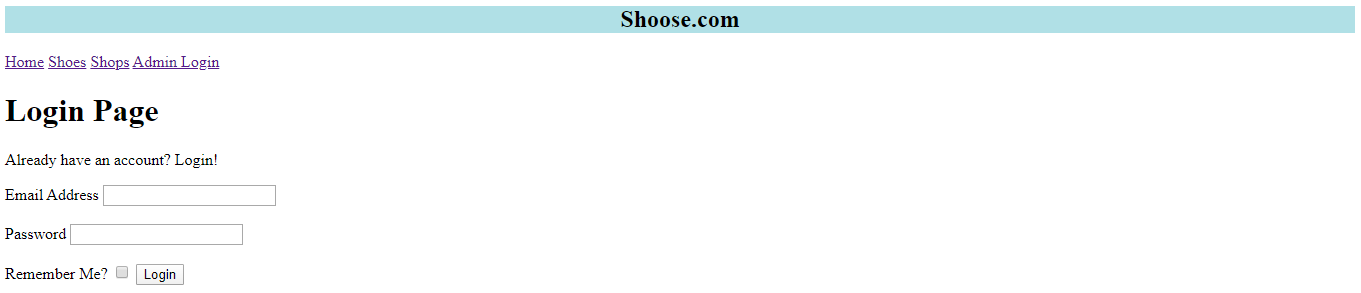 Shoose.com
Home Shoes Shops Admin Login
Login Page
Already have an account? Login!
Email Address
Password
Remember Me? Login